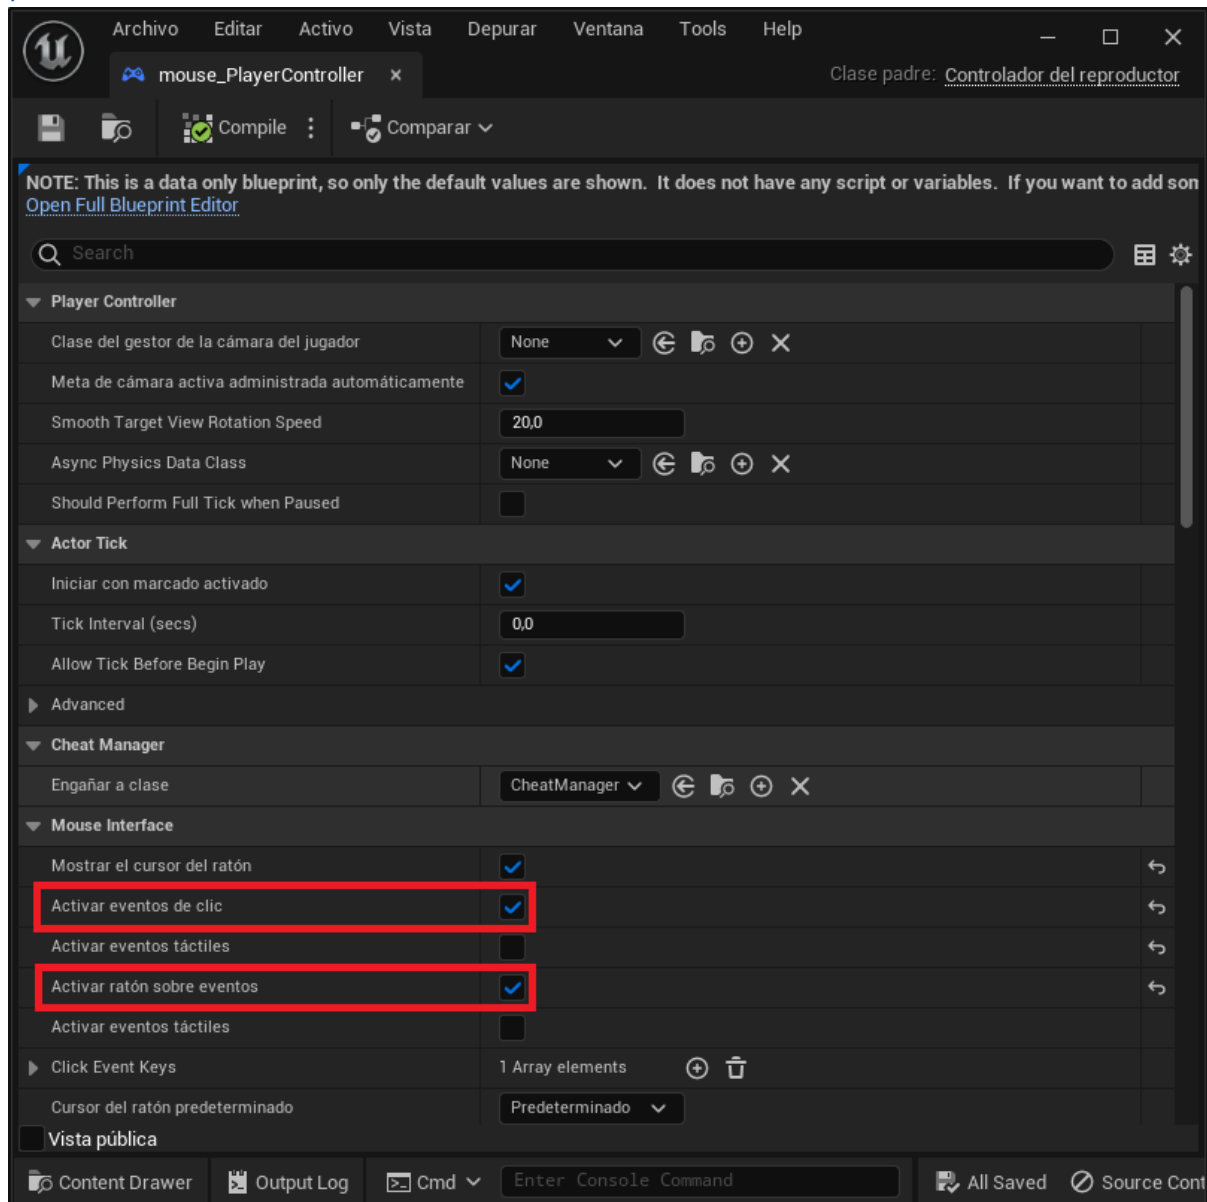 Archivo Editar Activo Vista Depurar Ventana Tools Help
mouse_PlayerController
Clase padre: Controlador del reproductor
Compile Comparar
NOTE: This is a data only blueprint, so only the default values are shown. It does not have any script or variables. If you want to add som
Open Full Blueprint Editor
Search
Player Controller
Clase del gestor de la cámara del jugador None
Meta de cámara activa administrada automáticamente
Smooth Target View Rotation Speed 20,0
Async Physics Data Class None
Should Perform Full Tick when Paused
Actor Tick
Iniciar con marcado activado
Tick Interval (secs) 0,0
Allow Tick Before Begin Play
Advanced
Cheat Manager
Engañar a clase CheatManager
Mouse Interface
Mostrar el cursor del ratón
Activar eventos de clic
Activar eventos táctiles
Activar ratón sobre eventos
Activar eventos táctiles
Click Event Keys 1 Array elements
Cursor del ratón predeterminado Predeterminado
Vista pública
Content Drawer Output Log Cmd Enter Console Command All Saved Source Cont